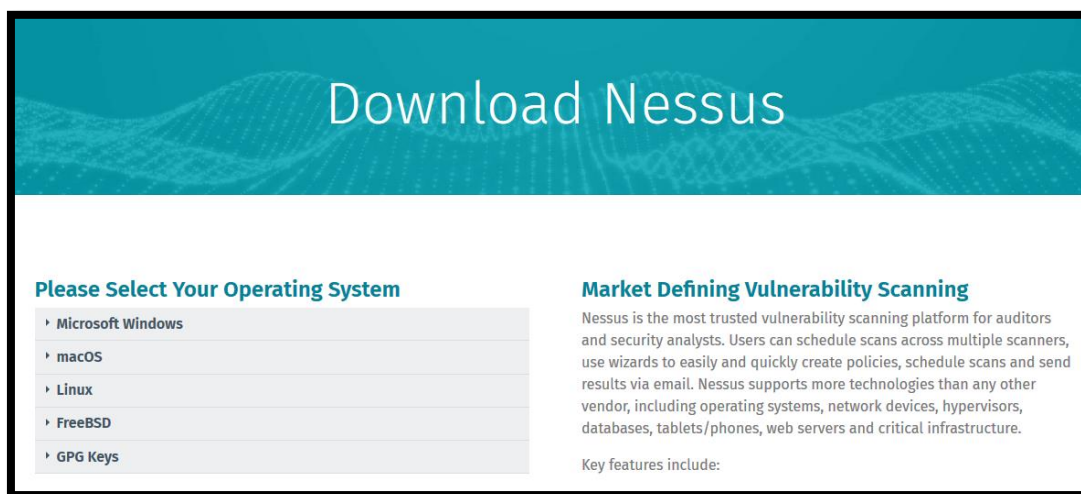 Download Nessus
Please Select Your Operating System
Microsoft Windows
macOS
Linux
FreeBSD
GPG Keys
Market Defining Vulnerability Scanning
Nessus is the most trusted vulnerability scanning platform for auditors
and security analysts. Users can schedule scans across multiple scanners,
use wizards to easily and quickly create policies, schedule scans and send
results via email. Nessus supports more technologies than any other
vendor, including operating systems, network devices, hypervisors,
databases, tablets/phones, web servers and critical infrastructure.
Key features include: